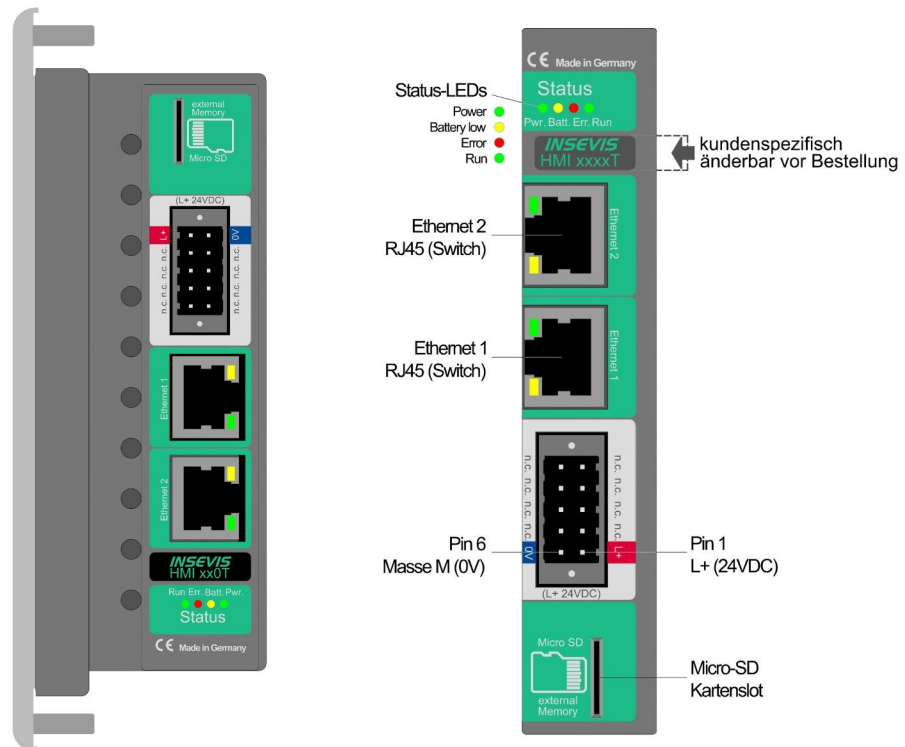 external
Memory
Micro SD
(L+ 24VDC)
L+
0V
n.c. n.c. n.c. n.c.
n.c. n.c. n.c. n.c.
Ethernet 1
Ethernet 2
INSEVIS
HMI xx0T
Run Err. Batt. Pwr.
Status
CE Made in Germany
CE Made in Germany
Status
Pwr. Batt. Err. Run
Status-LEDs
Power
Battery low
Error
Run
INSEVIS
HMI xxxxT
kundenspezifisch
änderbar vor Bestellung
Ethernet 2
RJ45 (Switch)
Ethernet 2
Ethernet 1
RJ45 (Switch)
Ethernet 1
n.c. n.c. n.c. n.c.
n.c. n.c. n.c. n.c.
0V
L+
Pin 6
Masse M (0V)
Pin 1
L+ (24VDC)
(L+ 24VDC)
Micro SD
external
Memory
Micro-SD
Kartenslot